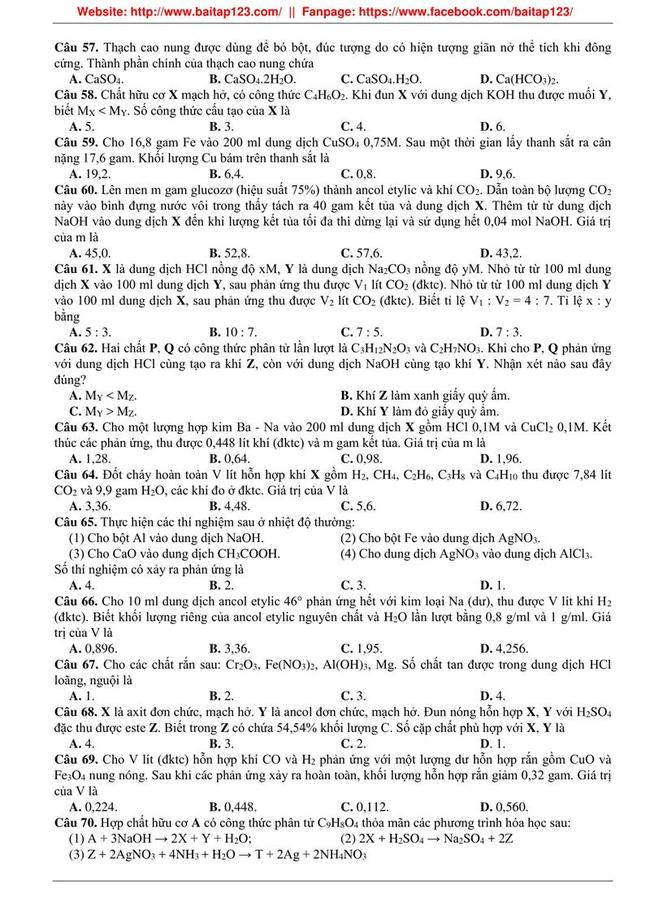 Website: http://www.baitap123.com/ || Fanpage: https://www.facebook.com/baitap123/
Câu 57. Thạch cao nung được dùng để bó bột, đúc tượng do có hiện tượng giãn nở thể tích khi đông
cứng. Thành phần chính của thạch cao nung chứa
A. CaSO₄. B. CaSO₄.2H₂O. C. CaSO₄.H₂O. D. Ca(HCO₃)₂.
Câu 58. Chất hữu cơ X mạch hở, có công thức C₄H₆O₂. Khi đun X với dung dịch KOH thu được muối Y,
biết Mₓ < Mʏ. Số công thức cấu tạo của X là
A. 5. B. 3. C. 4. D. 6.
Câu 59. Cho 16,8 gam Fe vào 200 ml dung dịch CuSO₄ 0,75M. Sau một thời gian lấy thanh sắt ra cân
nặng 17,6 gam. Khối lượng Cu bám trên thanh sắt là
A. 19,2. B. 6,4. C. 0,8. D. 9,6.
Câu 60. Lên men m gam glucozơ (hiệu suất 75%) thành ancol etylic và khí CO₂. Dẫn toàn bộ lượng CO₂
này vào bình đựng nước vôi trong thấy tách ra 40 gam kết tủa và dung dịch X. Thêm từ từ dung dịch
NaOH vào dung dịch X đến khi lượng kết tủa tối đa thì dừng lại và sử dụng hết 0,04 mol NaOH. Giá trị
của m là
A. 45,0. B. 52,8. C. 57,6. D. 43,2.
Câu 61. X là dung dịch HCl nồng độ xM, Y là dung dịch Na₂CO₃ nồng độ yM. Nhỏ từ từ 100 ml dung
dịch X vào 100 ml dung dịch Y, sau phản ứng thu được V₁ lít CO₂ (đktc). Nhỏ từ từ 100 ml dung dịch Y
vào 100 ml dung dịch X, sau phản ứng thu được V₂ lít CO₂ (đktc). Biết tỉ lệ V₁ : V₂ = 4 : 7. Tỉ lệ x : y
bằng
A. 5 : 3. B. 10 : 7. C. 7 : 5. D. 7 : 3.
Câu 62. Hai chất P, Q có công thức phân tử lần lượt là C₃H₁₂N₂O₃ và C₂H₇NO₃. Khi cho P, Q phản ứng
với dung dịch HCl cùng tạo ra khí Z, còn với dung dịch NaOH cùng tạo khí Y. Nhận xét nào sau đây
đúng?
A. Mʏ < Mz. B. Khí Z làm xanh giấy quỳ ẩm.
C. Mʏ > Mz. D. Khí Y làm đỏ giấy quỳ ẩm.
Câu 63. Cho một lượng hợp kim Ba - Na vào 200 ml dung dịch X gồm HCl 0,1M và CuCl₂ 0,1M. Kết
thúc các phản ứng, thu được 0,448 lít khí (đktc) và m gam kết tủa. Giá trị của m là
A. 1,28. B. 0,64. C. 0,98. D. 1,96.
Câu 64. Đốt cháy hoàn toàn V lít hỗn hợp khí X gồm H₂, CH₄, C₂H₆, C₃H₈ và C₄H₁₀ thu được 7,84 lít
CO₂ và 9,9 gam H₂O, các khí đo ở đktc. Giá trị của V là
A. 3,36. B. 4,48. C. 5,6. D. 6,72.
Câu 65. Thực hiện các thí nghiệm sau ở nhiệt độ thường:
(1) Cho bột Al vào dung dịch NaOH. (2) Cho bột Fe vào dung dịch AgNO₃.
(3) Cho CaO vào dung dịch CH₃COOH. (4) Cho dung dịch AgNO₃ vào dung dịch AlCl₃.
Số thí nghiệm có xảy ra phản ứng là
A. 4. B. 2. C. 3. D. 1.
Câu 66. Cho 10 ml dung dịch ancol etylic 46° phản ứng hết với kim loại Na (dư), thu được V lít khí H₂
(đktc). Biết khối lượng riêng của ancol etylic nguyên chất và H₂O lần lượt bằng 0,8 g/ml và 1 g/ml. Giá
trị của V là
A. 0,896. B. 3,36. C. 1,95. D. 4,256.
Câu 67. Cho các chất rắn sau: Cr₂O₃, Fe(NO₃)₂, Al(OH)₃, Mg. Số chất tan được trong dung dịch HCl
loãng, nguội là
A. 1. B. 2. C. 3. D. 4.
Câu 68. X là axit đơn chức, mạch hở. Y là ancol đơn chức, mạch hở. Đun nóng hỗn hợp X, Y với H₂SO₄
đặc thu được este Z. Biết trong Z có chứa 54,54% khối lượng C. Số cặp chất phù hợp với X, Y là
A. 4. B. 3. C. 2. D. 1.
Câu 69. Cho V lít (đktc) hỗn hợp khí CO và H₂ phản ứng với một lượng dư hỗn hợp rắn gồm CuO và
Fe₃O₄ nung nóng. Sau khi các phản ứng xảy ra hoàn toàn, khối lượng hỗn hợp rắn giảm 0,32 gam. Giá trị
của V là
A. 0,224. B. 0,448. C. 0,112. D. 0,560.
Câu 70. Hợp chất hữu cơ A có công thức phân tử C₉H₈O₄ thỏa mãn các phương trình hóa học sau:
(1) A + 3NaOH → 2X + Y + H₂O; (2) 2X + H₂SO₄ → Na₂SO₄ + 2Z
(3) Z + 2AgNO₃ + 4NH₃ + H₂O → T + 2Ag + 2NH₄NO₃